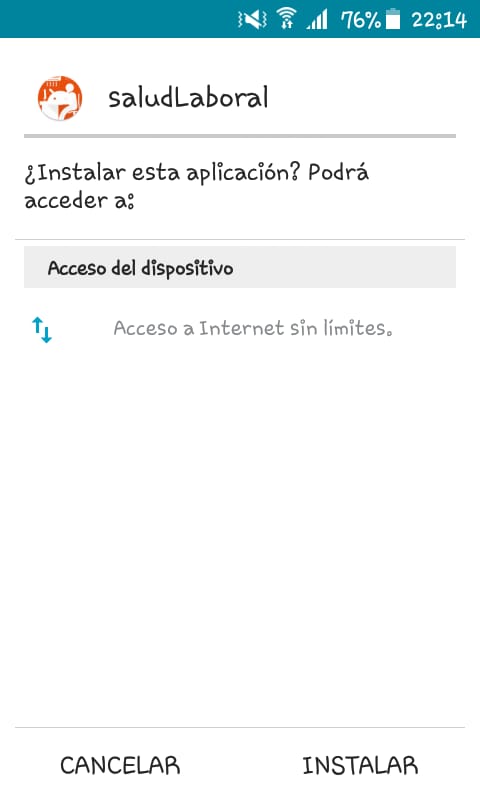 76% 22:14
saludLaboral
¿Instalar esta aplicación? Podrá
acceder a:
Acceso del dispositivo
Acceso a Internet sin límites.
CANCELAR INSTALAR